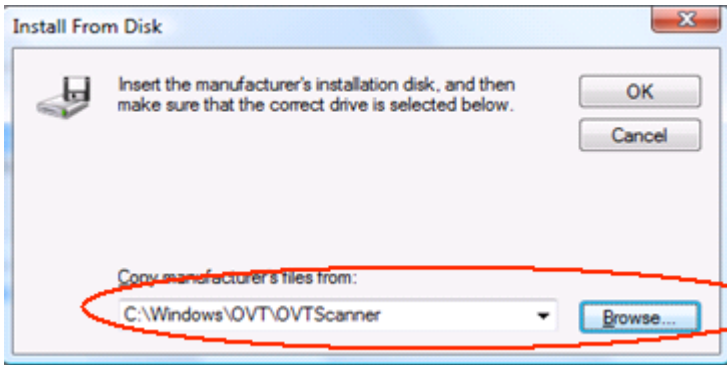 Install From Disk
Insert the manufacturer's installation disk, and then
make sure that the correct drive is selected below.
OK
Cancel
Copy manufacturer's files from:
C:\Windows\OVT\OVTScanner
Browse...